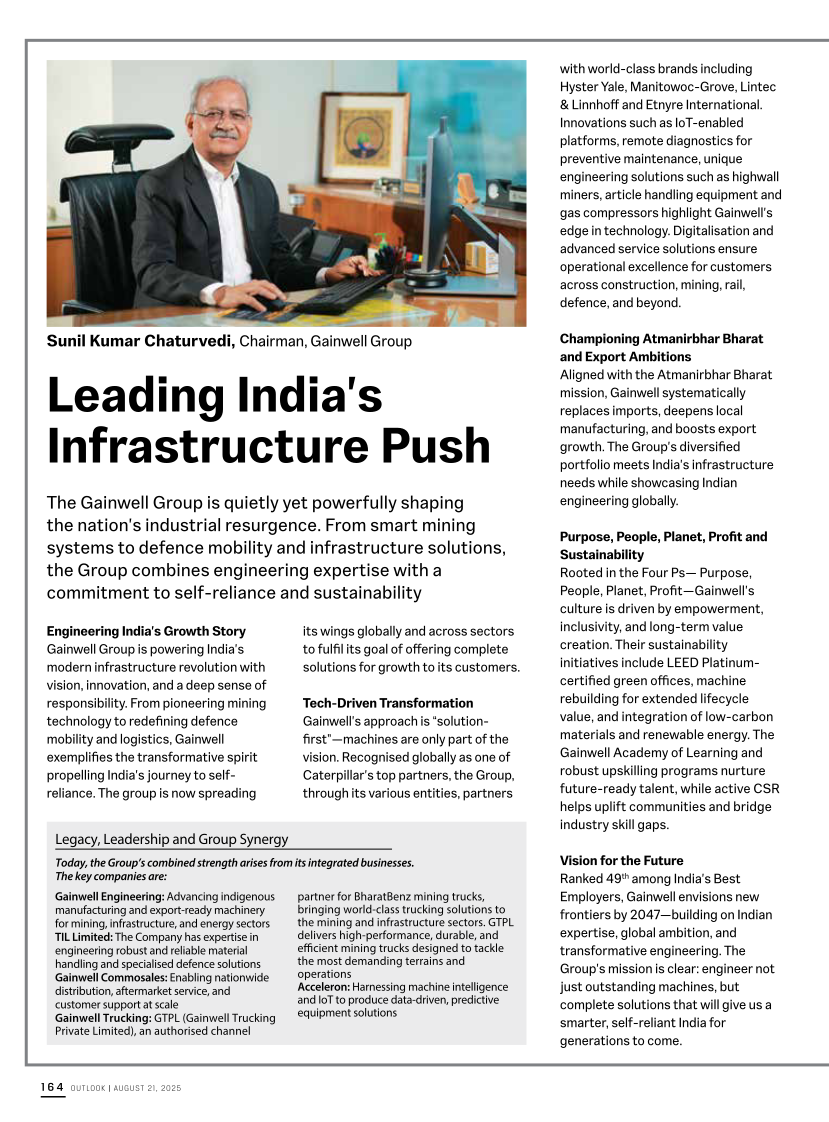 Sunil Kumar Chaturvedi, Chairman, Gainwell Group
Leading India's
Infrastructure Push
The Gainwell Group is quietly yet powerfully shaping
the nation's industrial resurgence. From smart mining
systems to defence mobility and infrastructure solutions,
the Group combines engineering expertise with a
commitment to self-reliance and sustainability
Engineering India's Growth Story
Gainwell Group is powering India's
modern infrastructure revolution with
vision, innovation, and a deep sense of
responsibility. From pioneering mining
technology to redefining defence
mobility and logistics, Gainwell
exemplifies the transformative spirit
propelling India's journey to self-
reliance. The group is now spreading
its wings globally and across sectors
to fulfil its goal of offering complete
solutions for growth to its customers.
Tech-Driven Transformation
Gainwell's approach is "solution-
first"—machines are only part of the
vision. Recognised globally as one of
Caterpillar's top partners, the Group,
through its various entities, partners
with world-class brands including
Hyster Yale, Manitowoc-Grove, Lintec
& Linnhoff and Etnyre International.
Innovations such as IoT-enabled
platforms, remote diagnostics for
preventive maintenance, unique
engineering solutions such as highwall
miners, article handling equipment and
gas compressors highlight Gainwell's
edge in technology. Digitalisation and
advanced service solutions ensure
operational excellence for customers
across construction, mining, rail,
defence, and beyond.
Championing Atmanirbhar Bharat
and Export Ambitions
Aligned with the Atmanirbhar Bharat
mission, Gainwell systematically
replaces imports, deepens local
manufacturing, and boosts export
growth. The Group's diversified
portfolio meets India's infrastructure
needs while showcasing Indian
engineering globally.
Purpose, People, Planet, Profit and
Sustainability
Rooted in the Four Ps— Purpose,
People, Planet, Profit—Gainwell's
culture is driven by empowerment,
inclusivity, and long-term value
creation. Their sustainability
initiatives include LEED Platinum-
certified green offices, machine
rebuilding for extended lifecycle
value, and integration of low-carbon
materials and renewable energy. The
Gainwell Academy of Learning and
robust upskilling programs nurture
future-ready talent, while active CSR
helps uplift communities and bridge
industry skill gaps.
Vision for the Future
Ranked 49th among India's Best
Employers, Gainwell envisions new
frontiers by 2047—building on Indian
expertise, global ambition, and
transformative engineering. The
Group's mission is clear: engineer not
just outstanding machines, but
complete solutions that will give us a
smarter, self-reliant India for
generations to come.
Legacy, Leadership and Group Synergy
Today, the Group's combined strength arises from its integrated businesses.
The key companies are:
Gainwell Engineering: Advancing indigenous
manufacturing and export-ready machinery
for mining, infrastructure, and energy sectors
TIL Limited: The Company has expertise in
engineering robust and reliable material
handling and specialised defence solutions
Gainwell Commosales: Enabling nationwide
distribution, aftermarket service, and
customer support at scale
Gainwell Trucking: GTPL (Gainwell Trucking
Private Limited), an authorised channel
partner for BharatBenz mining trucks,
bringing world-class trucking solutions to
the mining and infrastructure sectors. GTPL
delivers high-performance, durable, and
efficient mining trucks designed to tackle
the most demanding terrains and
operations
Acceleron: Harnessing machine intelligence
and IoT to produce data-driven, predictive
equipment solutions
164 OUTLOOK | AUGUST 21, 2025